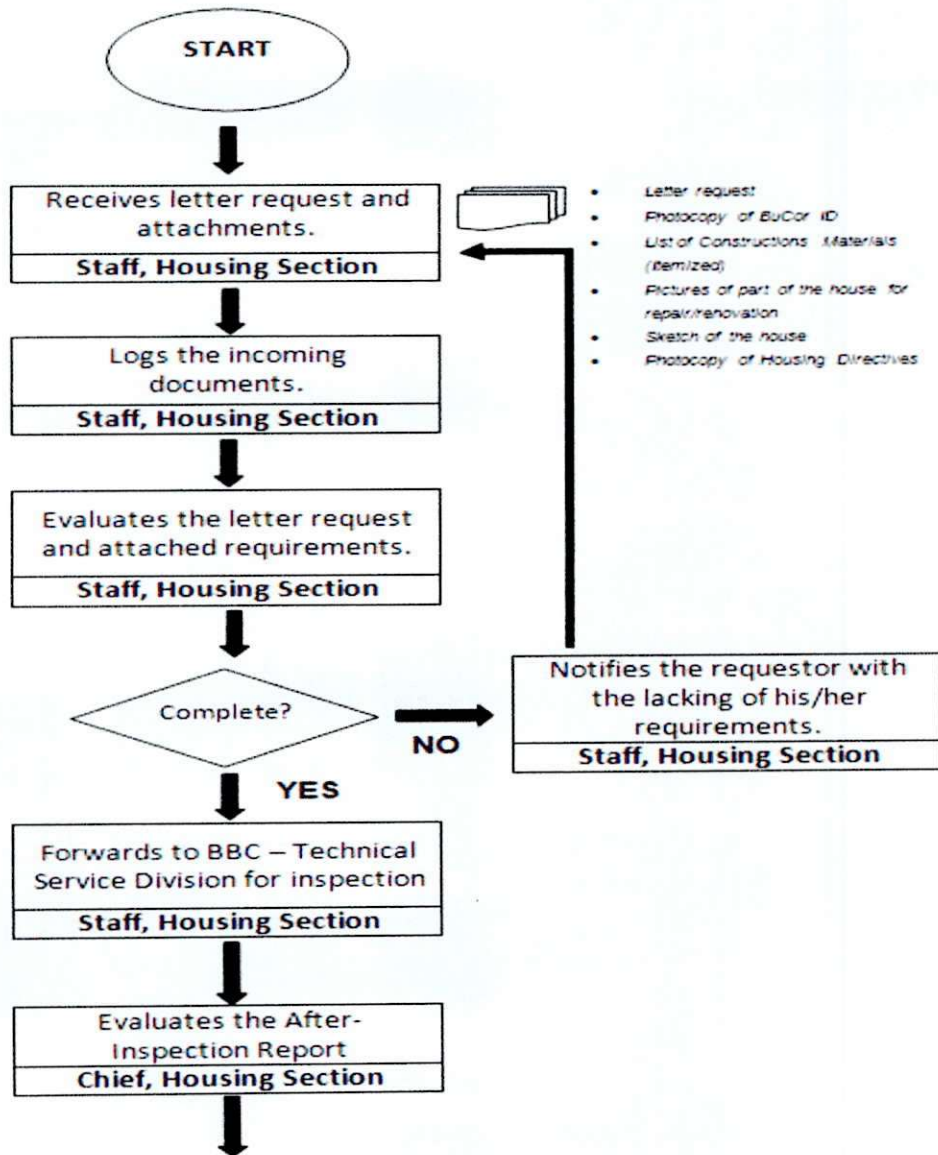 START
Receives letter request and
attachments.
Staff, Housing Section
• Letter request
• Photocopy of BuCor ID
• List of Constructions Materials
(Itemized)
• Pictures of part of the house for
repair/renovation
• Sketch of the house
• Photocopy of Housing Directives
Logs the incoming
documents.
Staff, Housing Section
Evaluates the letter request
and attached requirements.
Staff, Housing Section
Complete?
NO
Notifies the requestor with
the lacking of his/her
requirements.
Staff, Housing Section
YES
Forwards to BBC – Technical
Service Division for inspection
Staff, Housing Section
Evaluates the After-
Inspection Report
Chief, Housing Section